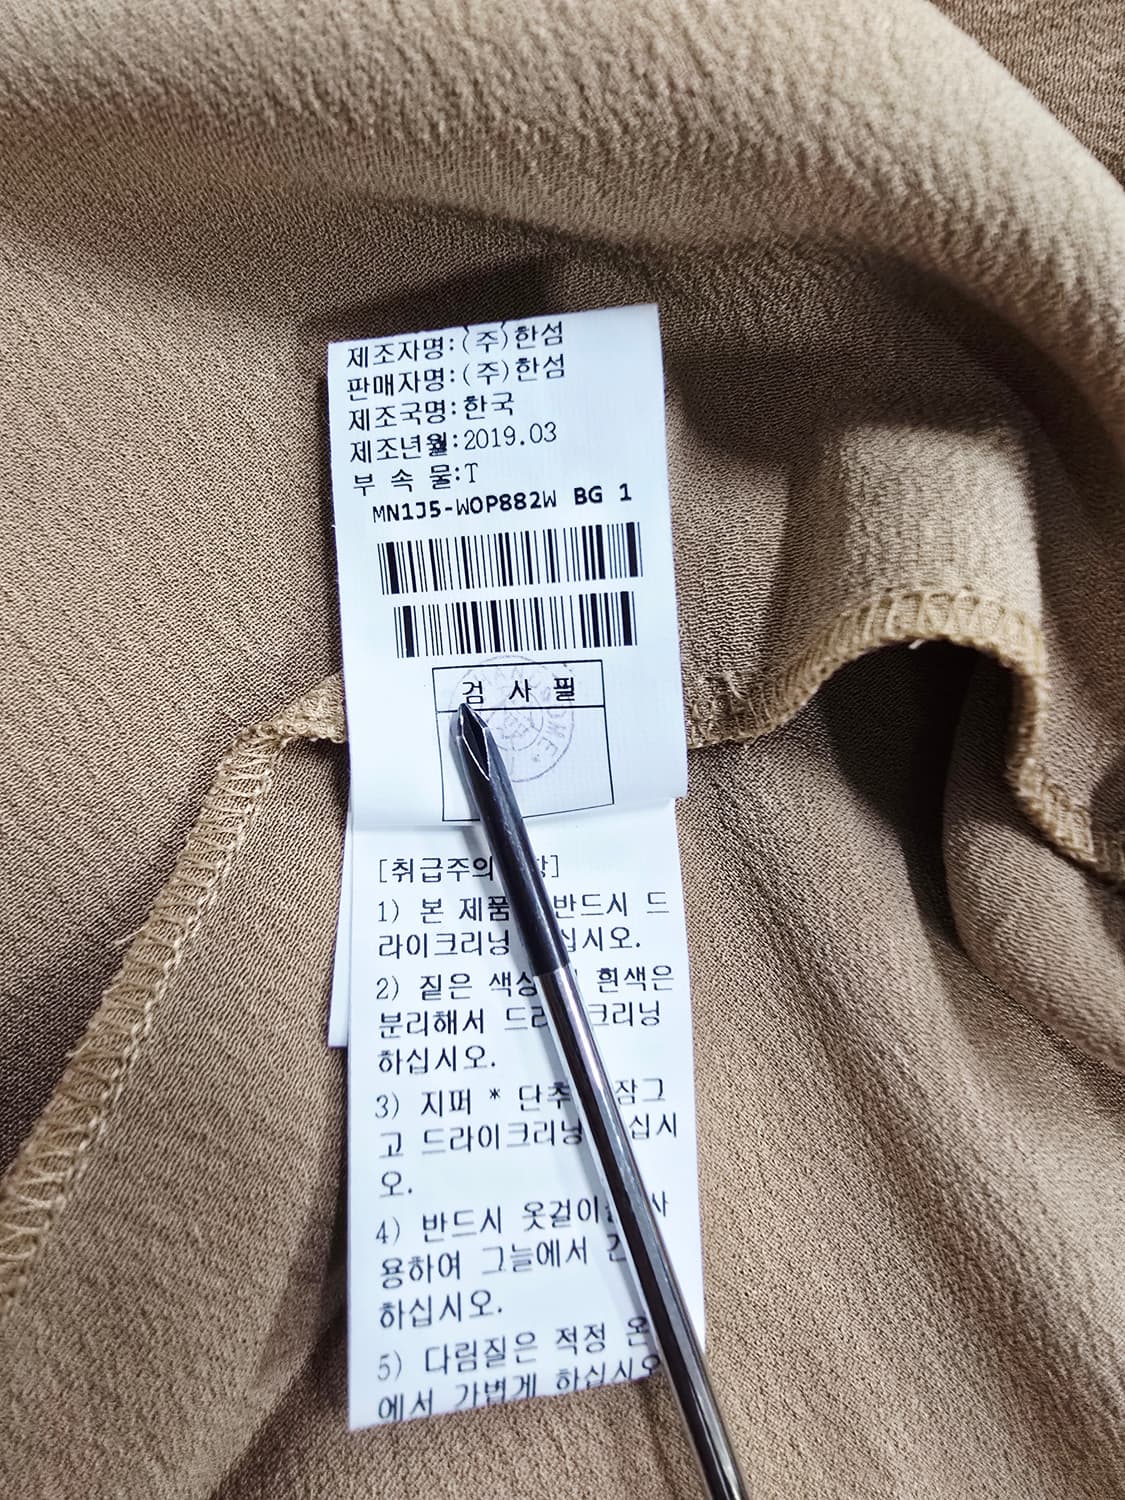 제조자명:(주)한섬
판매자명:(주)한섬
제조국명:한국
제조년월:2019.03
부 속 물:T
MN1J5-WOP882W BG 1
검 사 필
[취급주의
1) 본 제품 반드시 드
라이크리닝 십시오.
2) 짙은 흰색은
분리해서 크리닝
하십시오.
3) 지퍼 * 단추 잠그
고 드라이크리닝 십시
오.
4) 반드시 옷걸이
용하여 그늘에서
하십시오.
5) 다림질은 적정 온
에서 가볍게 하십시오